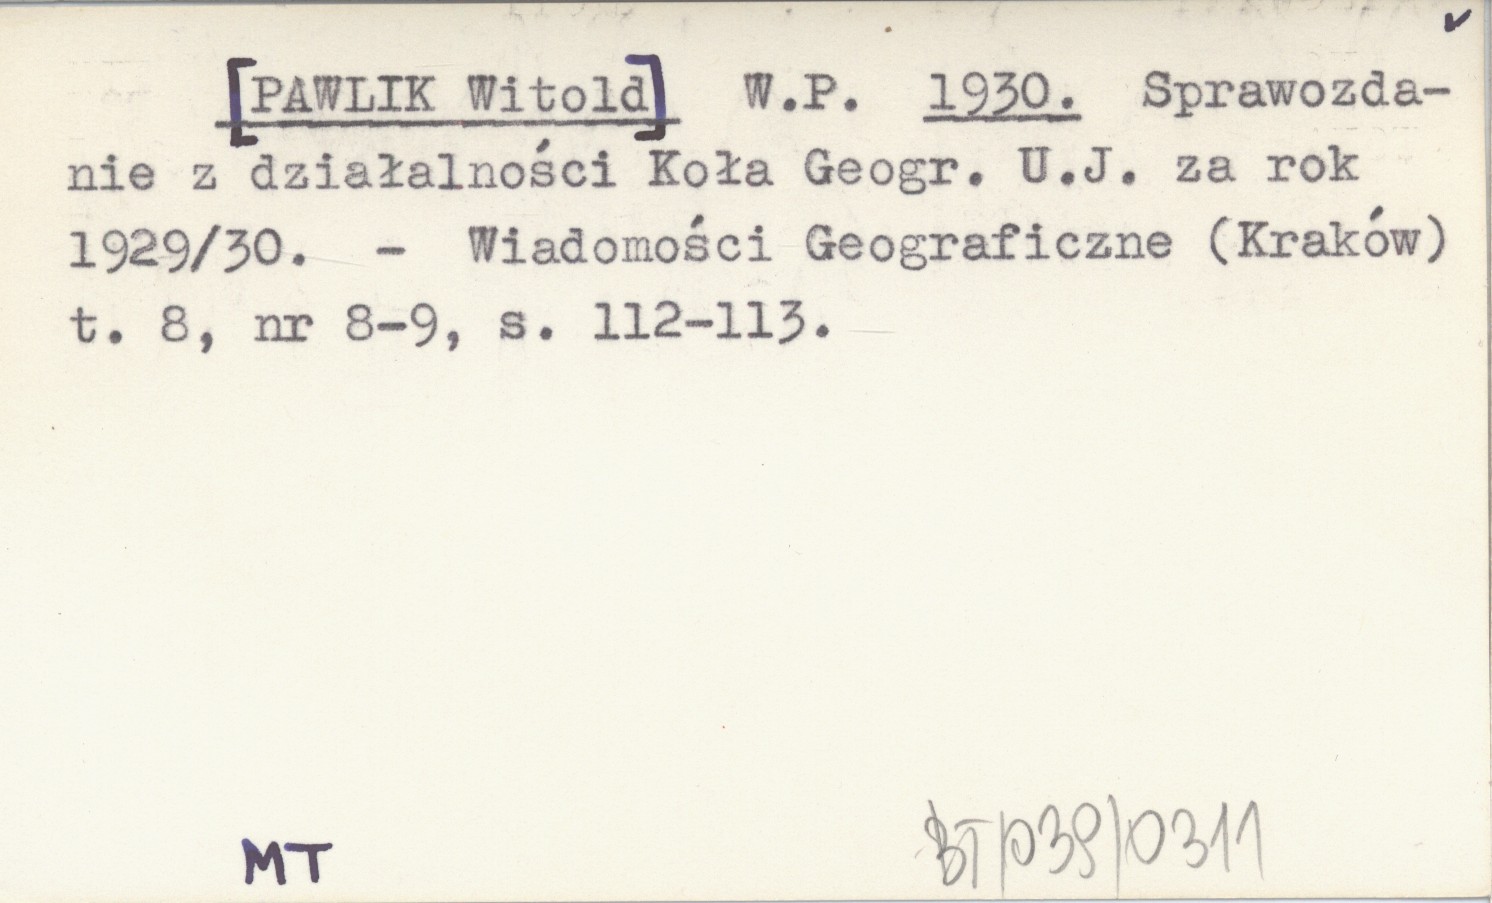 [PAWLIK Witold] W.P. 1930. Sprawozda-
nie z działalności Koła Geogr. U.J. za rok
1929/30. - Wiadomości Geograficzne (Kraków)
t. 8, nr 8-9, s. 112-113.
MT
BT/039/0311